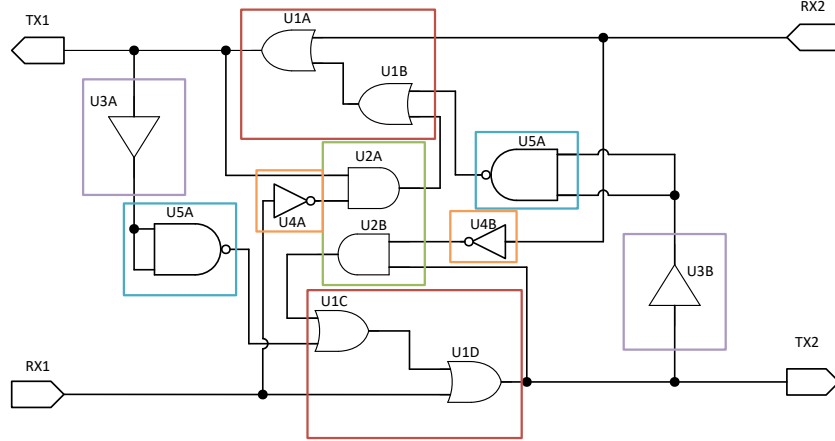 TX1
U1A
RX2
U1B
U3A
U5A
U2A
U5A
U4A
U2B
U4B
U3B
U1C
TX2
U1D
RX1